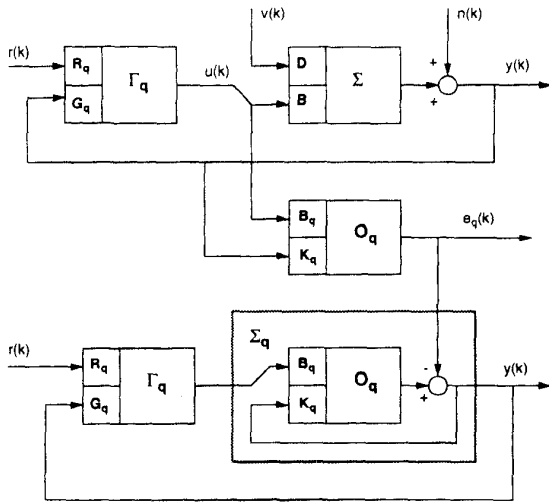 v(k) n(k)
r(k) R_q Γ_q u(k) D Σ + y(k)
G_q B +
B_q O_q e_q(k)
K_q
r(k) R_q Γ_q Σ_q B_q O_q - y(k)
G_q K_q +